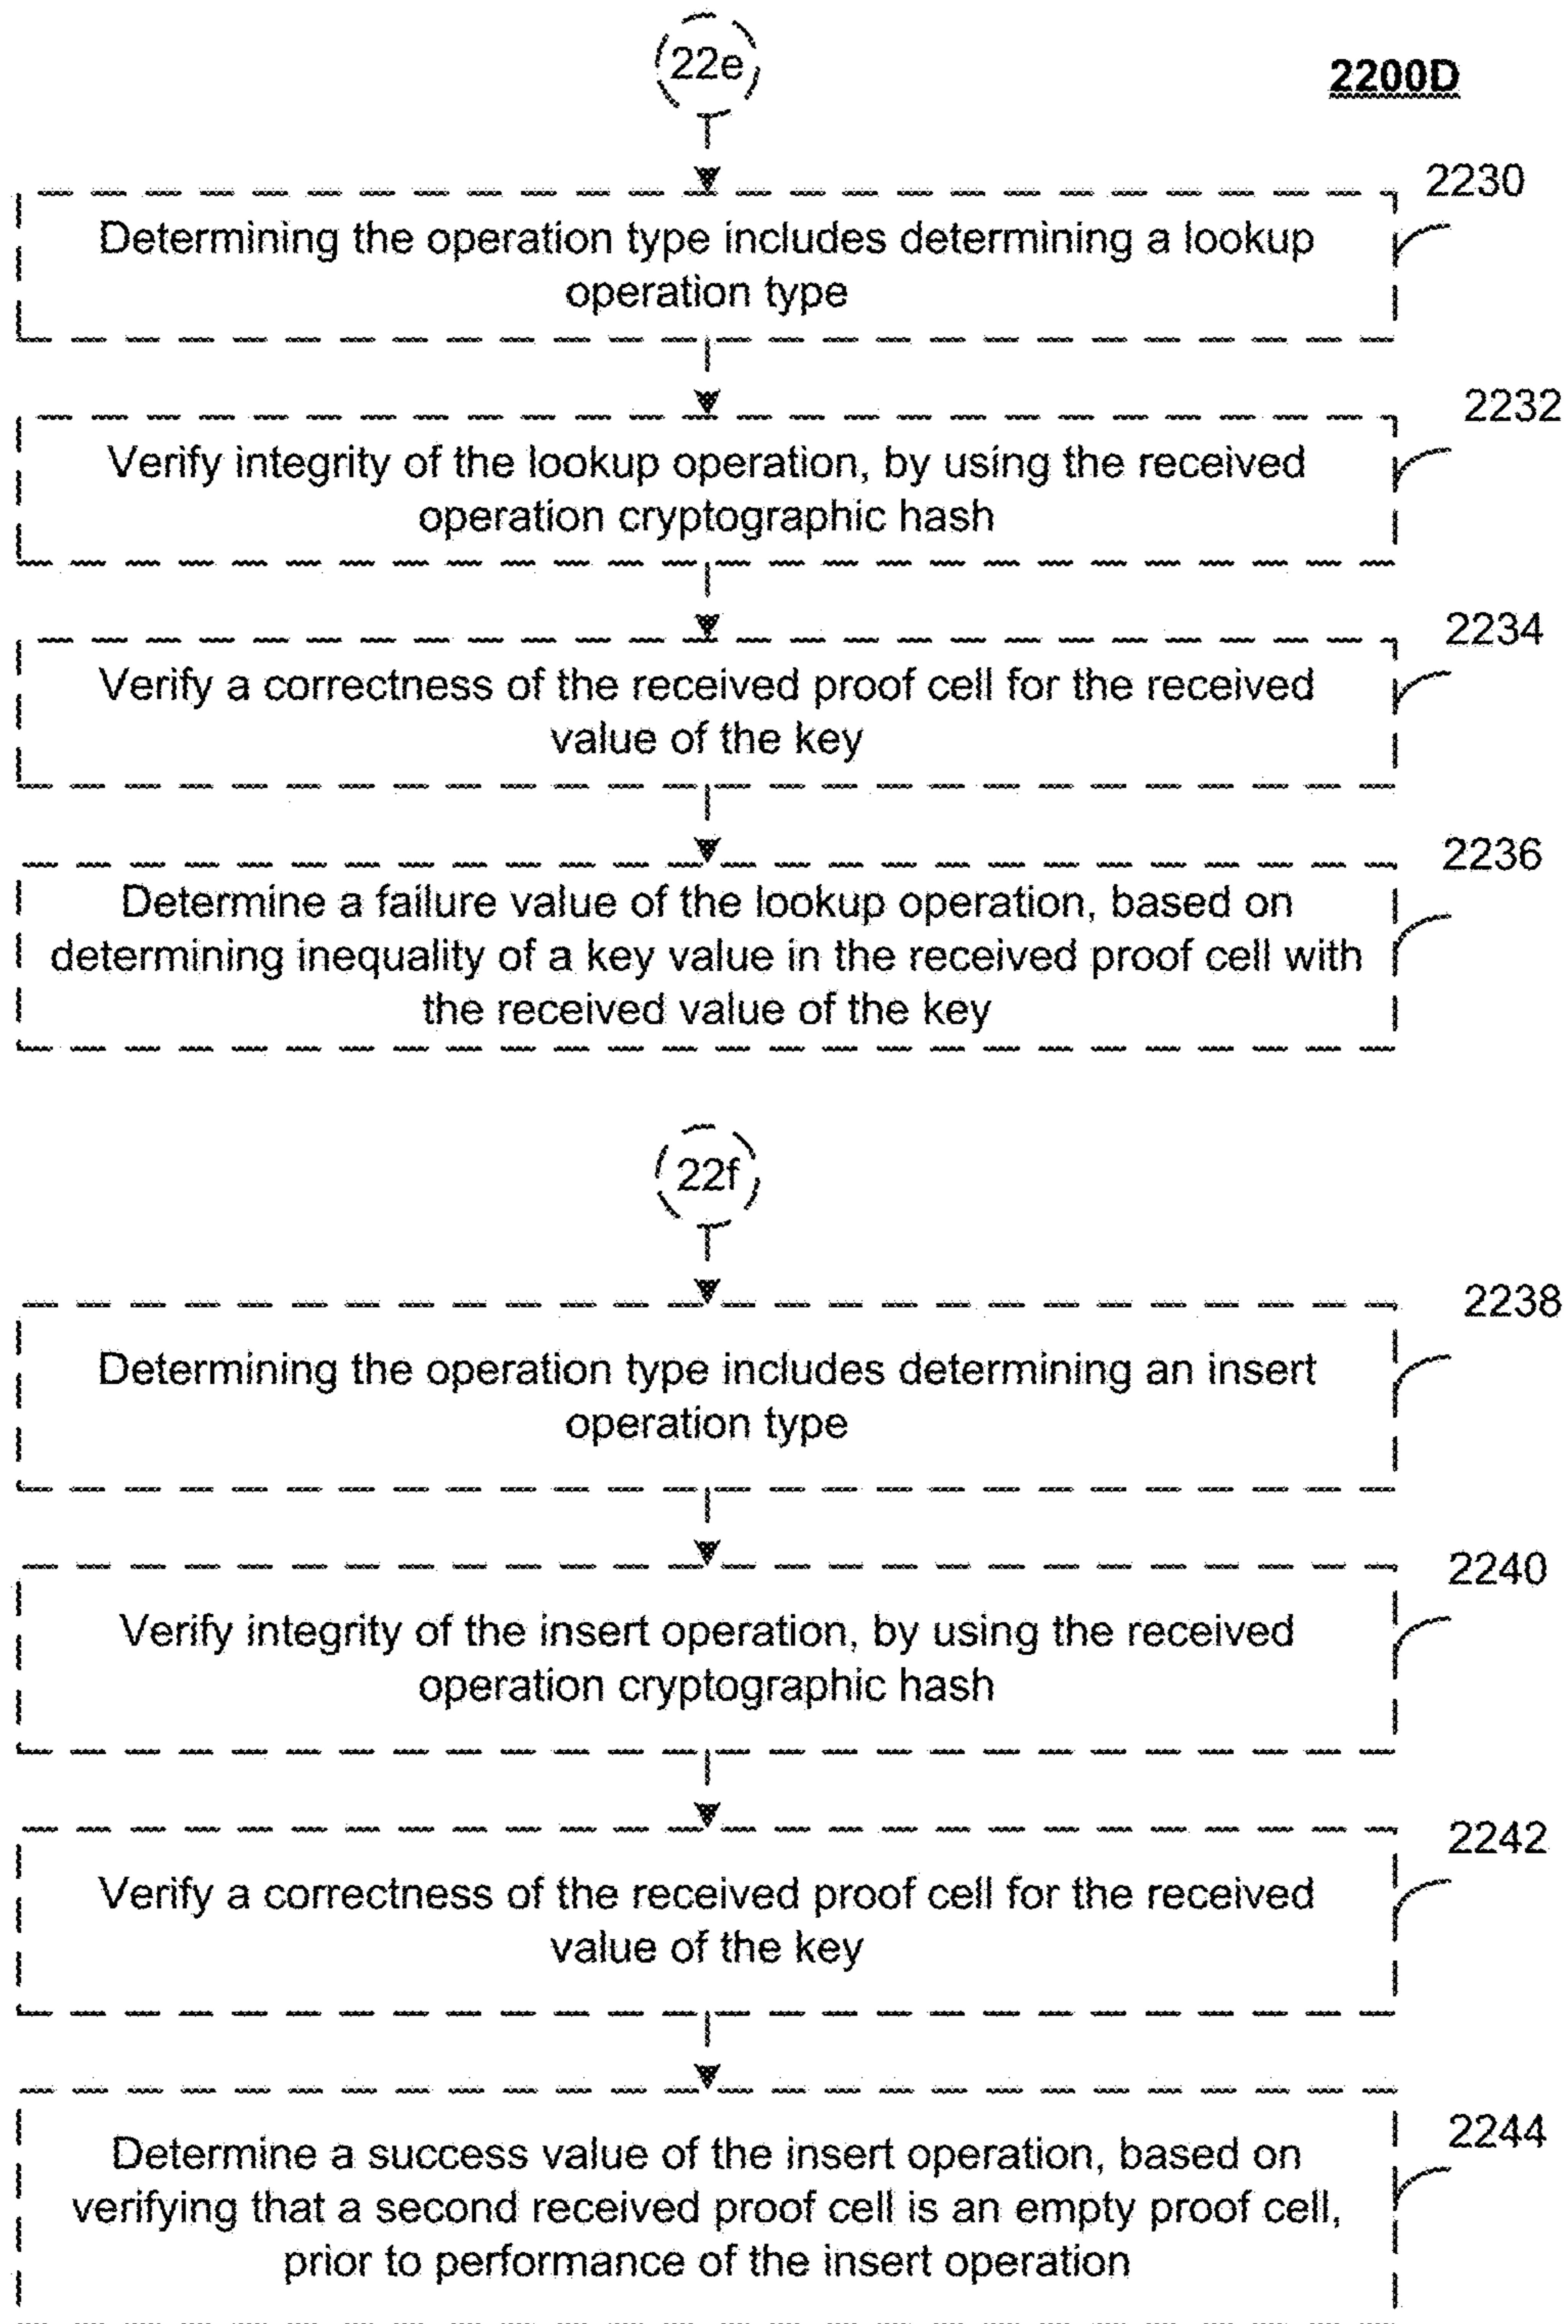 22e
2200D
2230
Determining the operation type includes determining a lookup
operation type
2232
Verify integrity of the lookup operation, by using the received
operation cryptographic hash
2234
Verify a correctness of the received proof cell for the received
value of the key
2236
Determine a failure value of the lookup operation, based on
determining inequality of a key value in the received proof cell with
the received value of the key
22f
2238
Determining the operation type includes determining an insert
operation type
2240
Verify integrity of the insert operation, by using the received
operation cryptographic hash
2242
Verify a correctness of the received proof cell for the received
value of the key
2244
Determine a success value of the insert operation, based on
verifying that a second received proof cell is an empty proof cell,
prior to performance of the insert operation